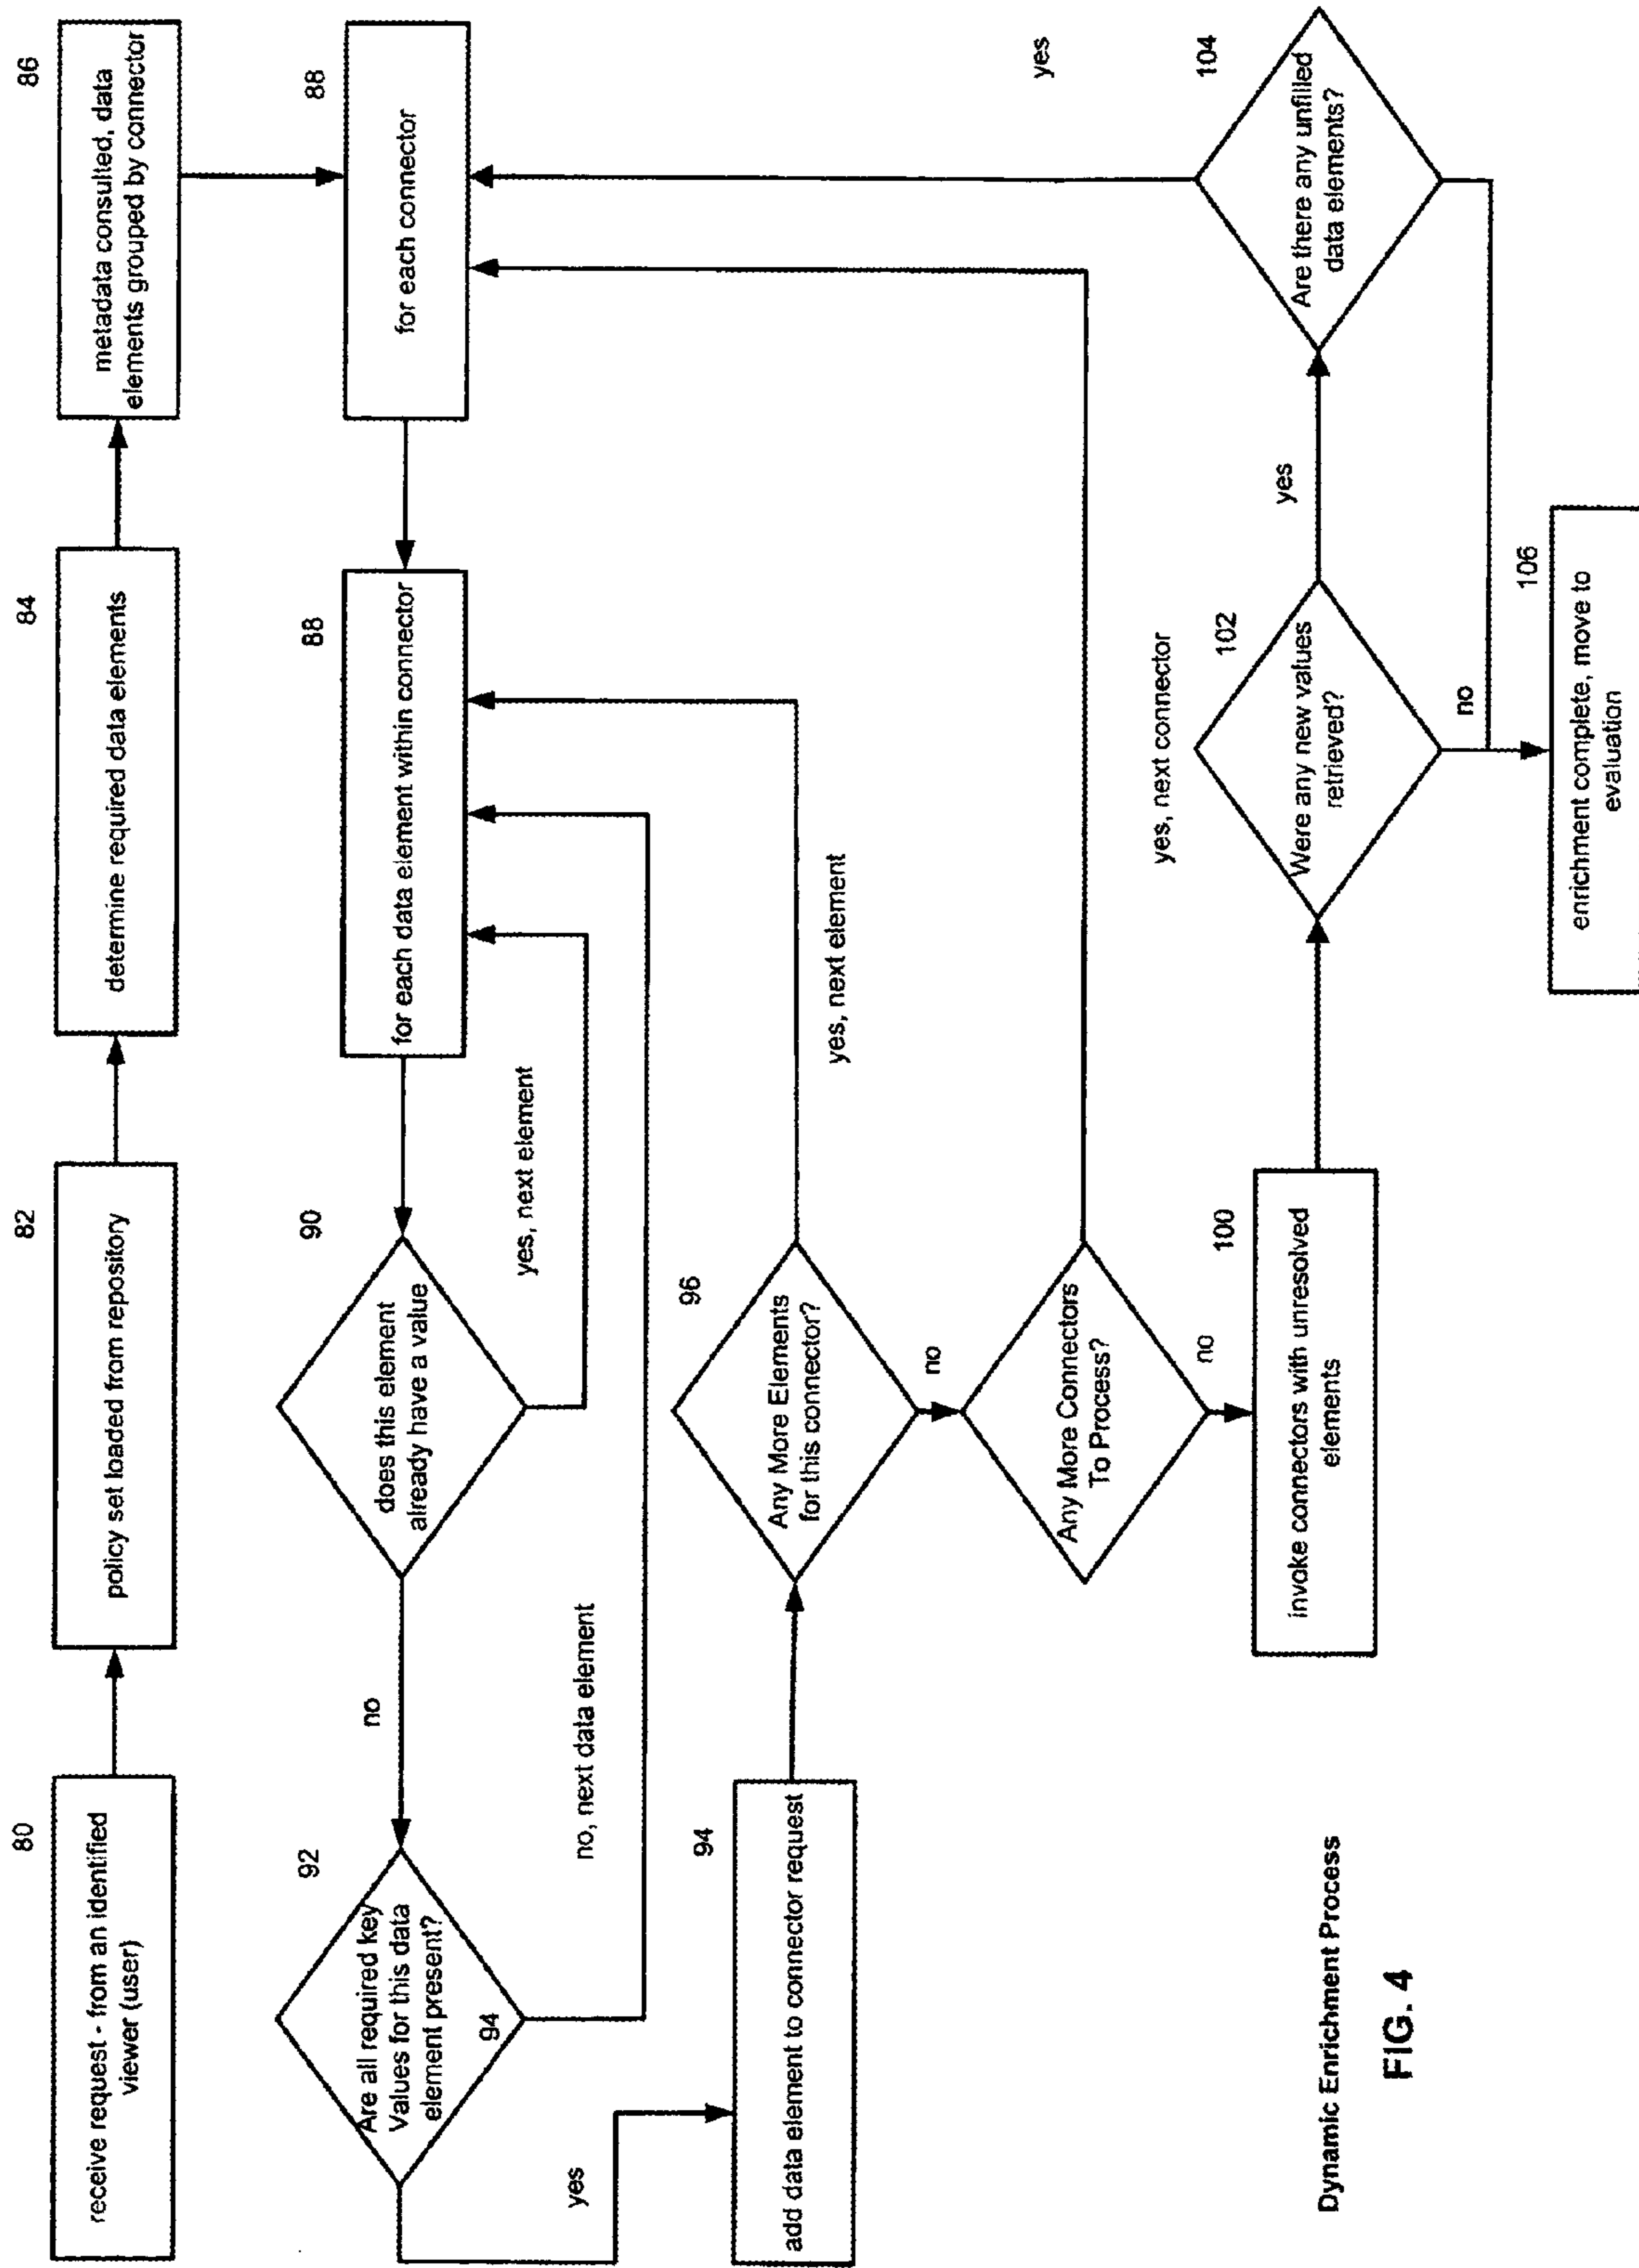 80
receive request - from an identified
viewer (user)
82
policy set loaded from repository
84
determine required data elements
86
metadata consulted, data
elements grouped by connector
88
for each connector
88
for each data element within connector
90
does this element
already have a value
yes, next element
no
92
Are all required key
Values for this data
element present?
94
no, next data element
yes
94
add data element to connector request
96
Any More Elements
for this connector?
yes, next element
no
Any More Connectors
To Process?
yes, next connector
no
100
invoke connectors with unresolved
elements
102
Were any new values
retrieved?
yes
no
104
Are there any unfilled
data elements?
yes
106
enrichment complete, move to
evaluation
Dynamic Enrichment Process
FIG. 4